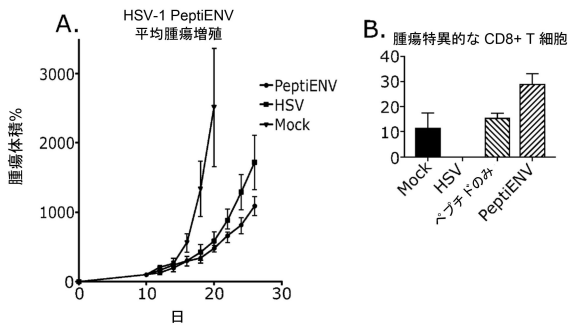 A.
HSV-1 PeptiENV
平均腫瘍増殖
腫瘍体積%
3000
2000
1000
0
0
10
20
30
日
PeptiENV
HSV
Mock
B.
腫瘍特異的な CD8+ T 細胞
40
30
20
10
0
Mock
HSV
ペプチドのみ
PeptiENV